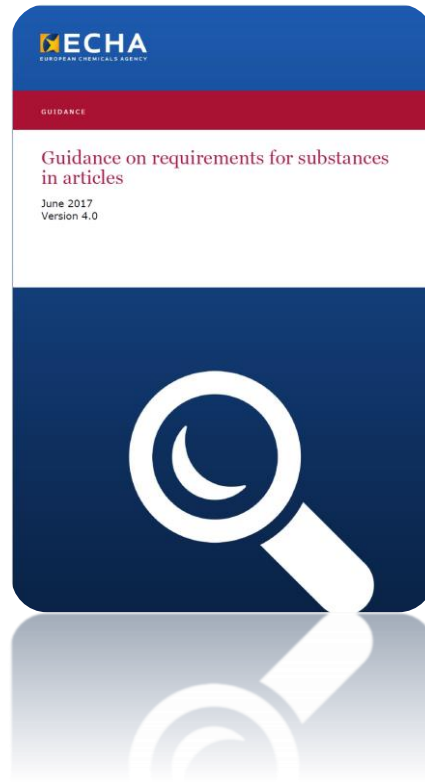 ECHA
EUROPEAN CHEMICALS AGENCY
GUIDANCE
Guidance on requirements for substances
in articles
June 2017
Version 4.0